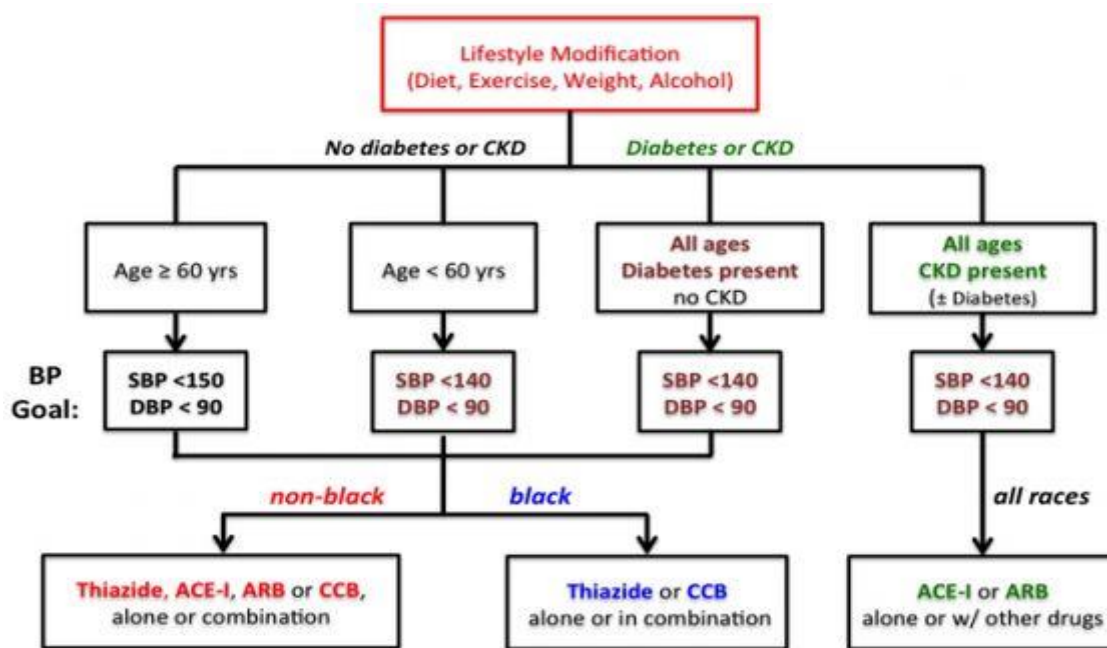 Lifestyle Modification
(Diet, Exercise, Weight, Alcohol)
No diabetes or CKD
Diabetes or CKD
Age ≥ 60 yrs
Age < 60 yrs
All ages
Diabetes present
no CKD
All ages
CKD present
(± Diabetes)
BP
Goal:
SBP <150
DBP < 90
SBP <140
DBP < 90
SBP <140
DBP < 90
SBP <140
DBP < 90
non-black
black
all races
Thiazide, ACE-I, ARB or CCB,
alone or combination
Thiazide or CCB
alone or in combination
ACE-I or ARB
alone or w/ other drugs